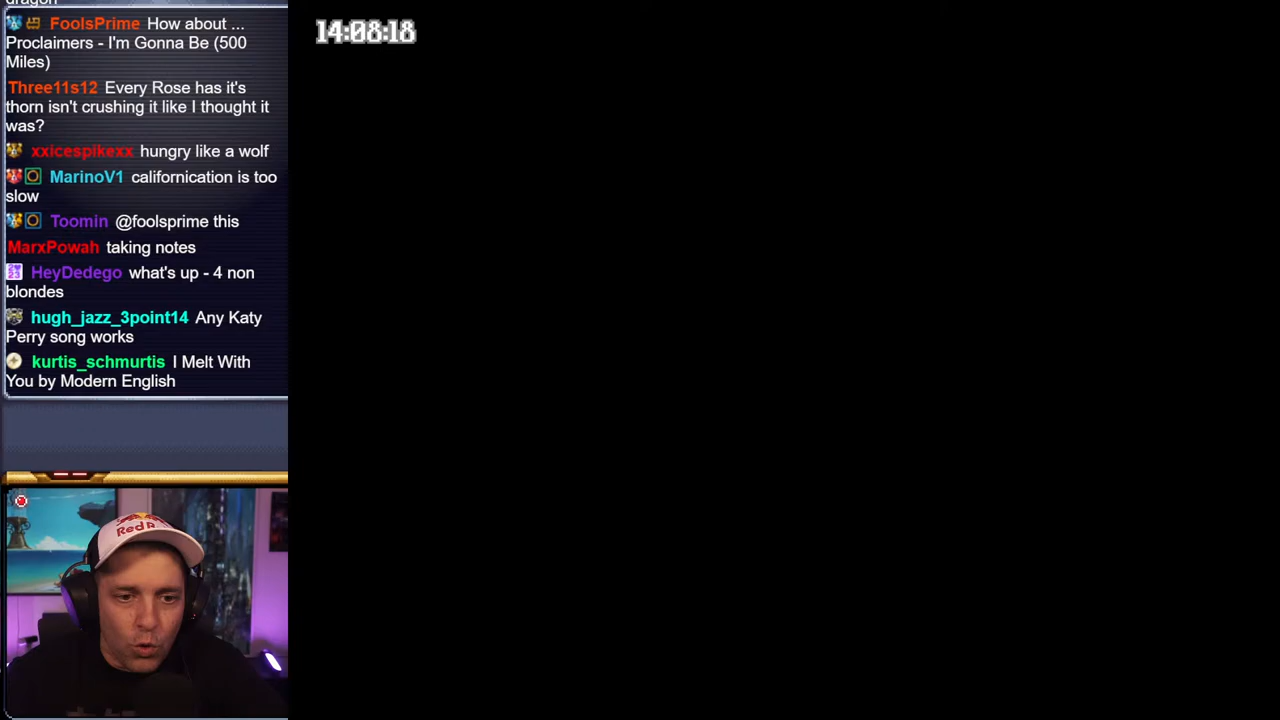 dragon
FoolsPrime How about ...
Proclaimers - I'm Gonna Be (500
Miles)
Three11s12 Every Rose has it's
thorn isn't crushing it like I thought it
was?
xxicespikexx hungry like a wolf
MarinoV1 californication is too
slow
Toomin @foolsprime this
MarxPowah taking notes
HeyDedego what's up - 4 non
blondes
hugh_jazz_3point14 Any Katy
Perry song works
kurtis_schmurtis I Melt With
You by Modern English
14:08:18